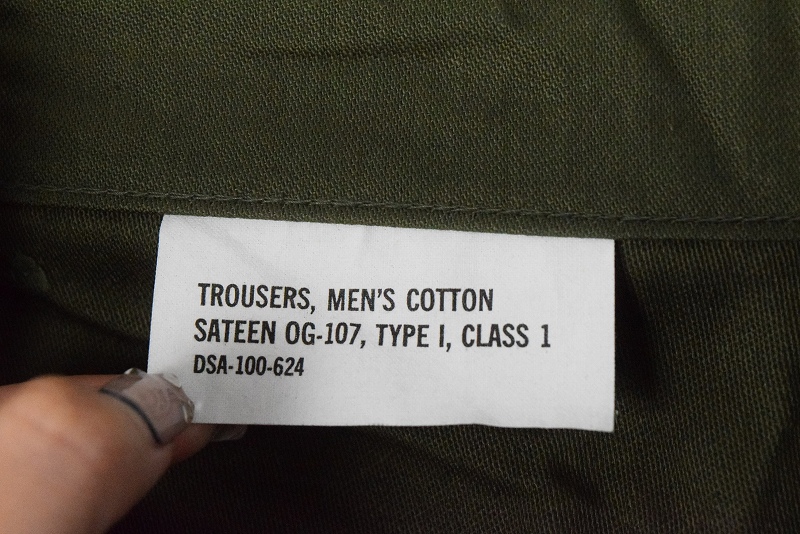 TROUSERS, MEN'S COTTON
SATEEN OG-107, TYPE I, CLASS 1
DSA-100-624